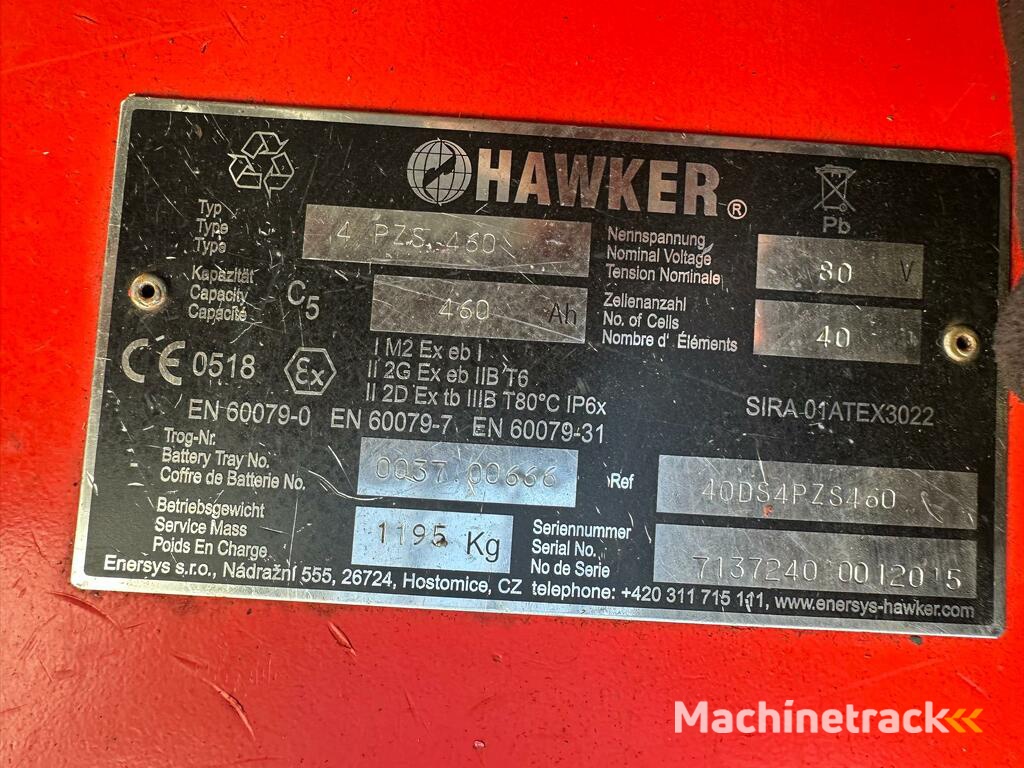 HAWKER®
Pb
Typ
Type
Type
4 PZS 460
Nennspannung
Nominal Voltage
Tension Nominale
80 V
Kapazität
Capacity
Capacité
C5
460 Ah
Zellenanzahl
No. of Cells
Nombre d' Éléments
40
CE 0518
Ex
I M2 Ex eb I
II 2G Ex eb IIB T6
II 2D Ex tb IIIB T80°C IP6x
SIRA 01ATEX3022
EN 60079-0 EN 60079-7 EN 60079-31
Trog-Nr.
Battery Tray No.
Coffre de Batterie No.
0Q37 00666
Ref
40DS4PZS460
Betriebsgewicht
Service Mass
Poids En Charge
1195 Kg
Seriennummer
Serial No.
No de Serie
7137240 0012015
Enersys s.r.o., Nádražní 555, 26724, Hostomice, CZ telephone: +420 311 715 111, www.enersys-hawker.com
Machinetrack